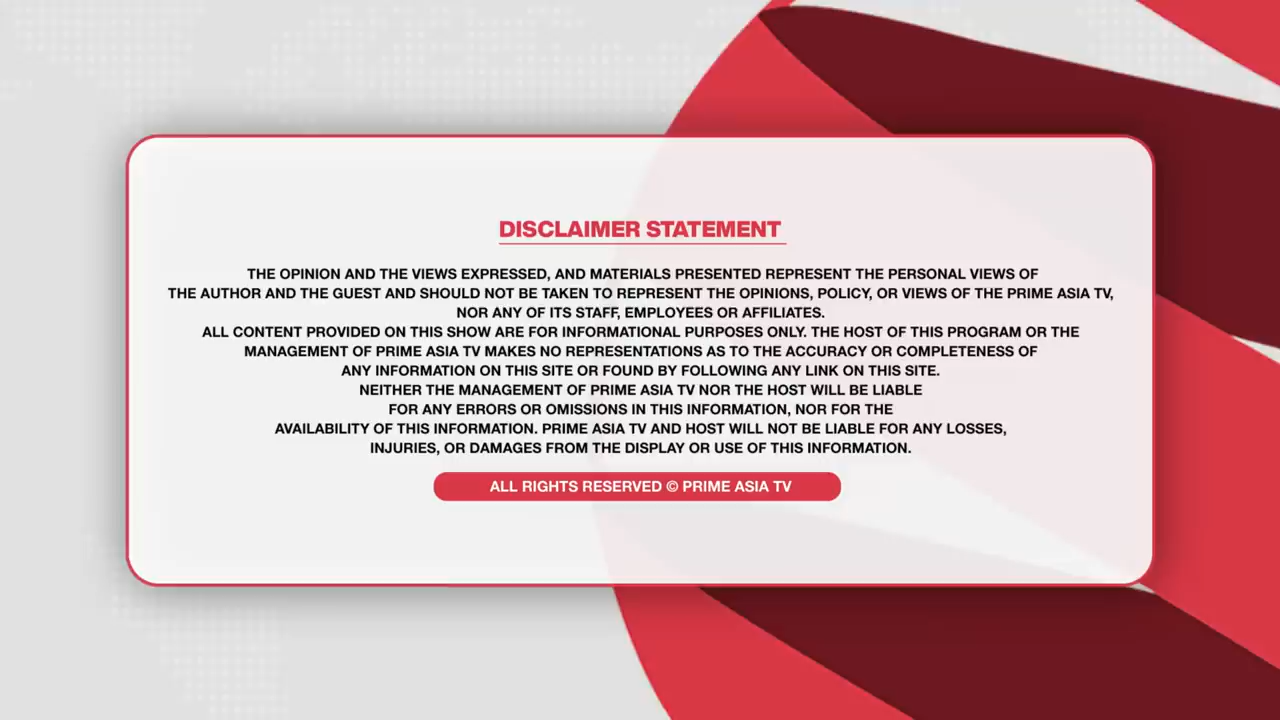 DISCLAIMER STATEMENT
THE OPINION AND THE VIEWS EXPRESSED, AND MATERIALS PRESENTED REPRESENT THE PERSONAL VIEWS OF
THE AUTHOR AND THE GUEST AND SHOULD NOT BE TAKEN TO REPRESENT THE OPINIONS, POLICY, OR VIEWS OF THE PRIME ASIA TV,
NOR ANY OF ITS STAFF, EMPLOYEES OR AFFILIATES.
ALL CONTENT PROVIDED ON THIS SHOW ARE FOR INFORMATIONAL PURPOSES ONLY. THE HOST OF THIS PROGRAM OR THE
MANAGEMENT OF PRIME ASIA TV MAKES NO REPRESENTATIONS AS TO THE ACCURACY OR COMPLETENESS OF
ANY INFORMATION ON THIS SITE OR FOUND BY FOLLOWING ANY LINK ON THIS SITE.
NEITHER THE MANAGEMENT OF PRIME ASIA TV NOR THE HOST WILL BE LIABLE
FOR ANY ERRORS OR OMISSIONS IN THIS INFORMATION, NOR FOR THE
AVAILABILITY OF THIS INFORMATION. PRIME ASIA TV AND HOST WILL NOT BE LIABLE FOR ANY LOSSES,
INJURIES, OR DAMAGES FROM THE DISPLAY OR USE OF THIS INFORMATION.
ALL RIGHTS RESERVED © PRIME ASIA TV